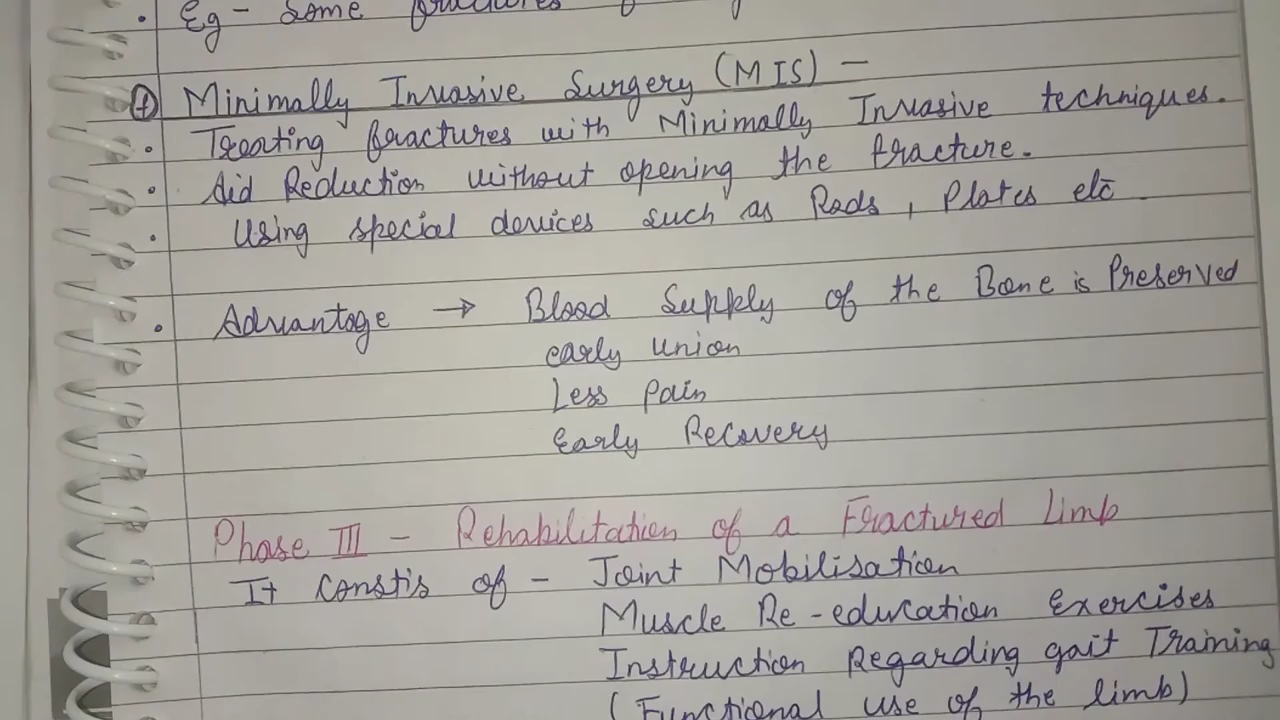 • Eg - Some fractures of
④ Minimally Invasive Surgery (MIS) -
• Treating fractures with Minimally Invasive techniques.
• Aid Reduction without opening the fracture.
• Using special devices such as Rods, Plates etc
• Advantage → Blood Supply of the Bone is Preserved
early Union
Less Pain
Early Recovery
Phase III - Rehabilitation of a Fractured Limb
It Constis of - Joint Mobilisation
Muscle Re-education Exercises
Instruction Regarding gait Training
(Functional use of the limb)